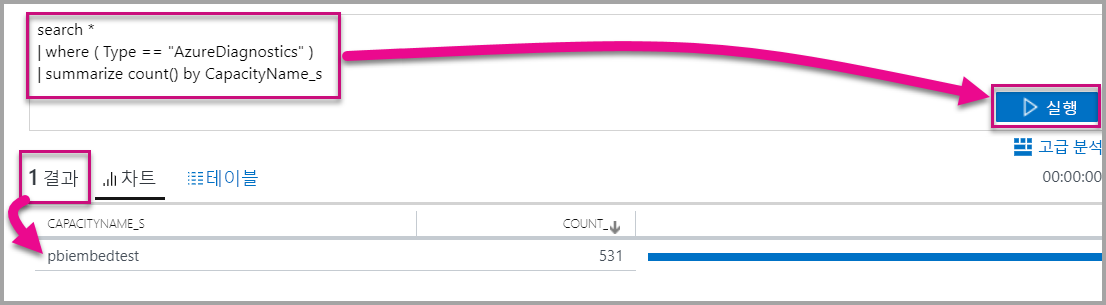 search *
| where ( Type == "AzureDiagnostics" )
| summarize count() by CapacityName_s
실행
고급 분석
1 결과
차트
테이블
00:00:00
CAPACITYNAME_S
COUNT_
pbiembedtest
531